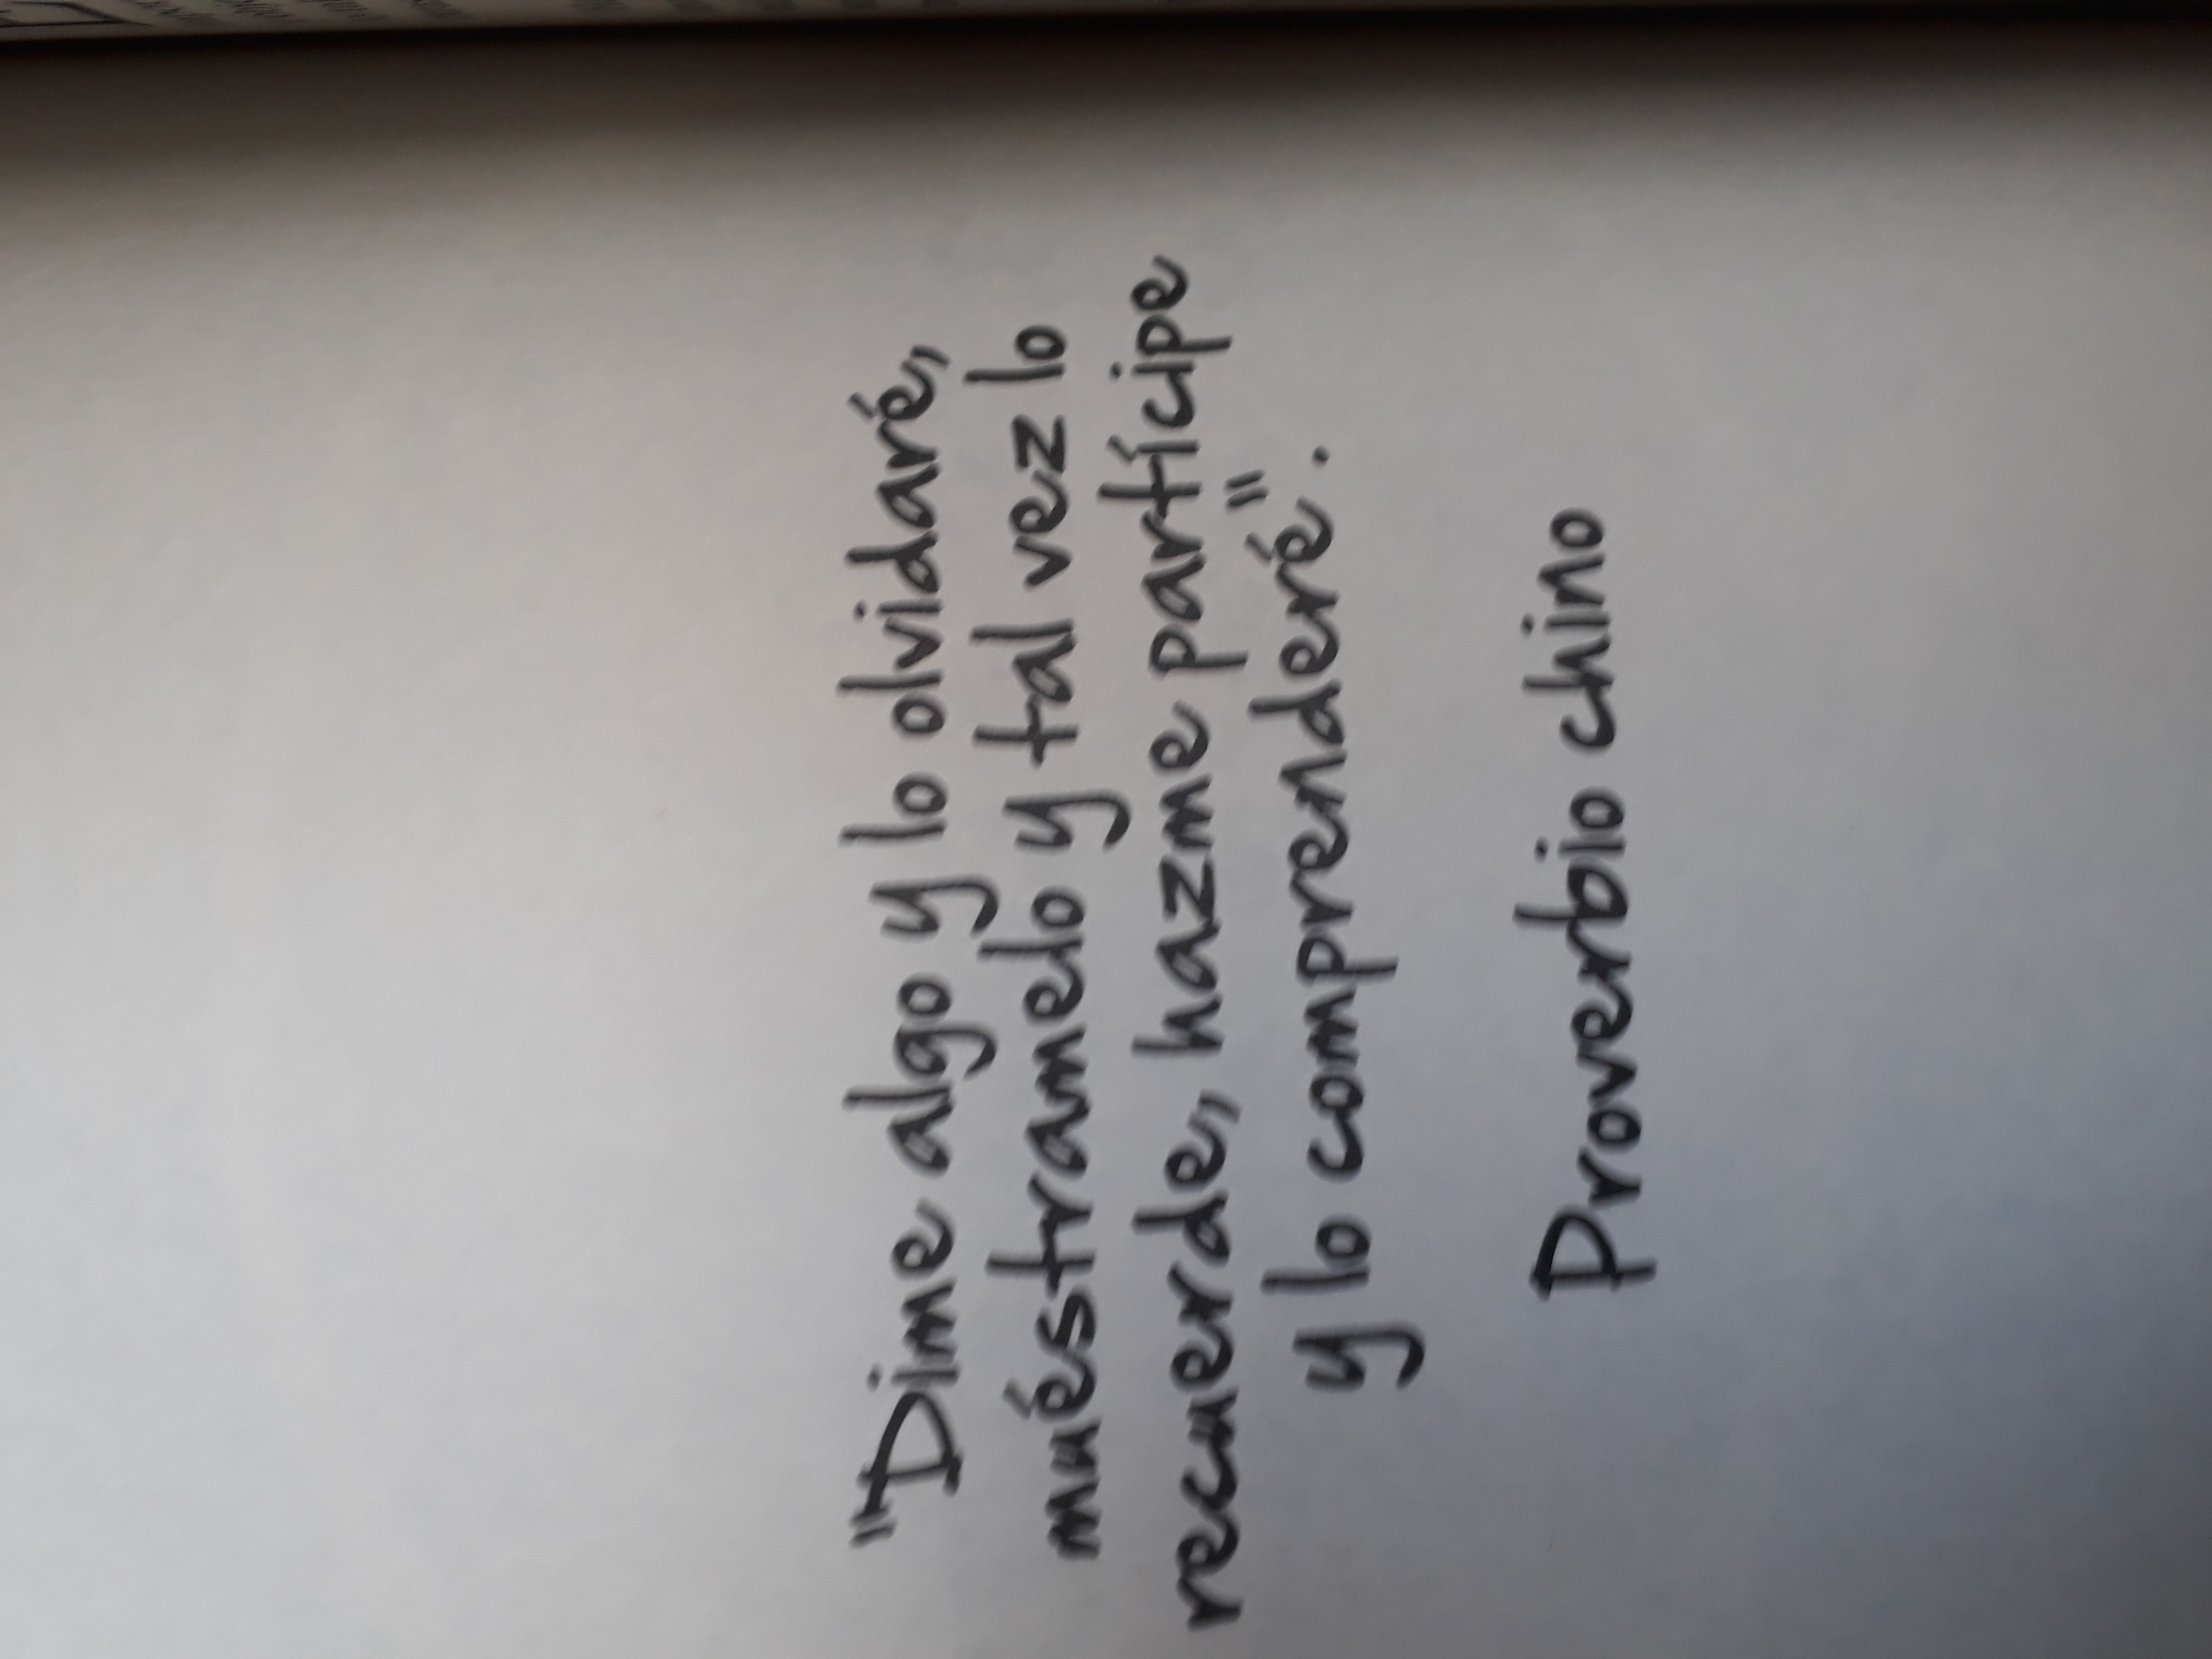 "Dime algo y lo olvidaré,
muéstramelo y tal vez lo
recuerde, hazme partícipe
y lo comprenderé".
Proverbio chino